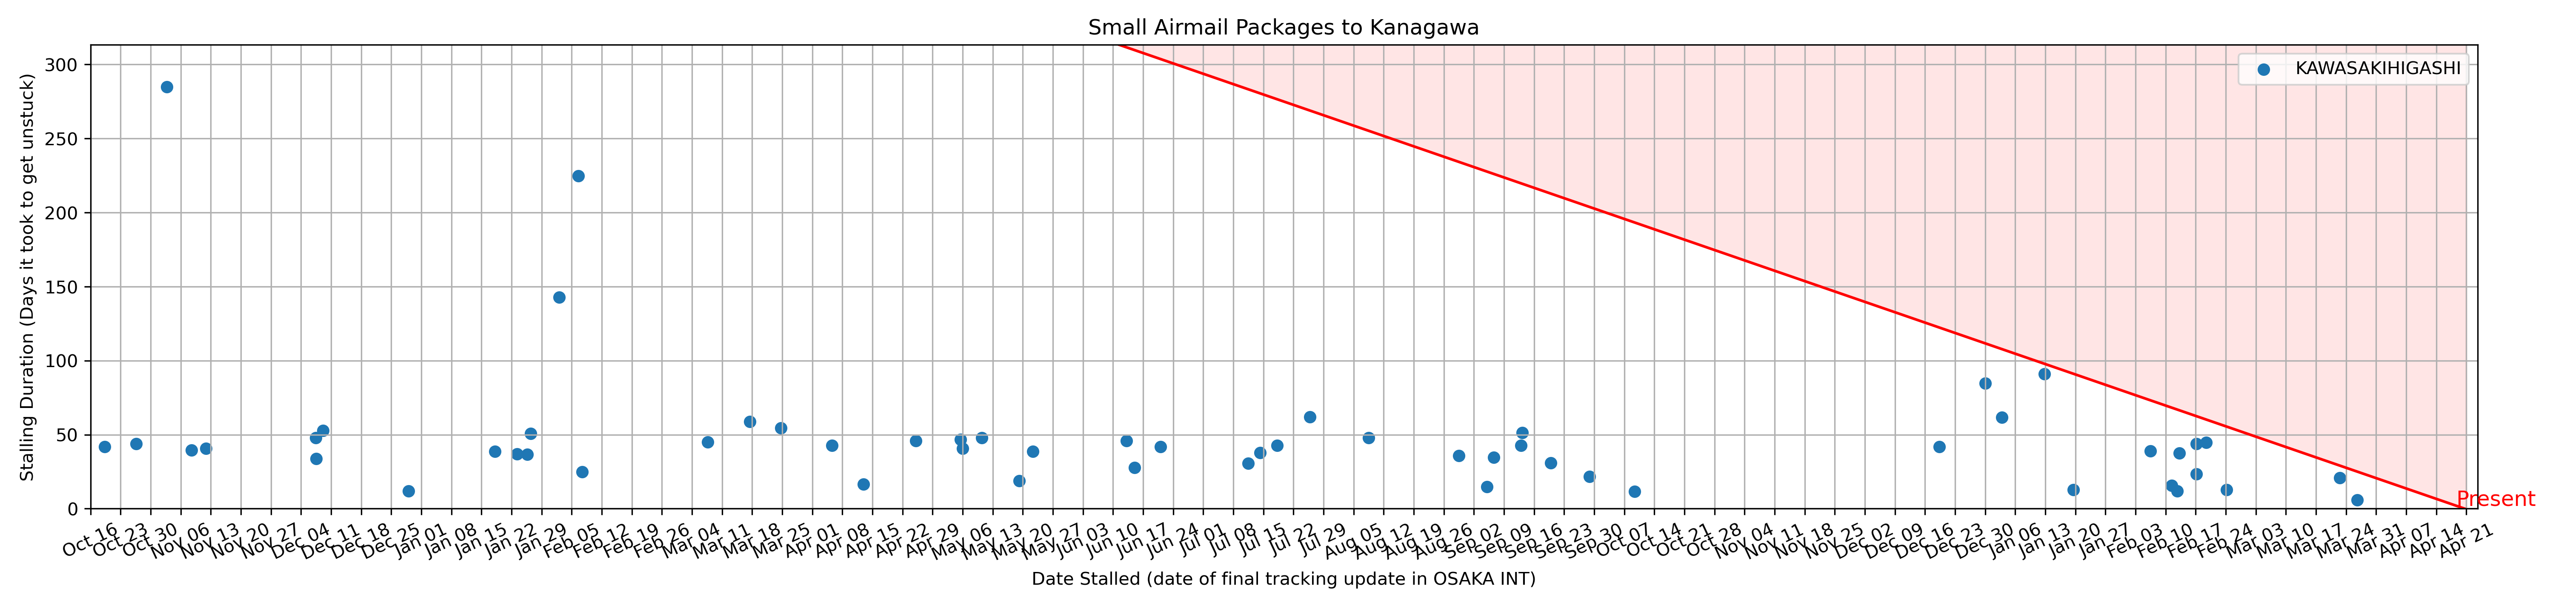 Small Airmail Packages to Kanagawa
KAWASAKIHIGASHI
Stalling Duration (Days it took to get unstuck)
300
250
200
150
100
50
0
Present
Oct 16 Oct 23 Oct 30 Nov 06 Nov 13 Nov 20 Nov 27 Dec 04 Dec 11 Dec 18 Dec 25 Jan 01 Jan 08 Jan 15 Jan 22 Jan 29 Feb 05 Feb 12 Feb 19 Feb 26 Mar 04 Mar 11 Mar 18 Mar 25 Apr 01 Apr 08 Apr 15 Apr 22 Apr 29 May 06 May 13 May 20 May 27 Jun 03 Jun 10 Jun 17 Jun 24 Jul 01 Jul 08 Jul 15 Jul 22 Jul 29 Aug 05 Aug 12 Aug 19 Aug 26 Sep 02 Sep 09 Sep 16 Sep 23 Sep 30 Oct 07 Oct 14 Oct 21 Oct 28 Nov 04 Nov 11 Nov 18 Nov 25 Dec 02 Dec 09 Dec 16 Dec 23 Dec 30 Jan 06 Jan 13 Jan 20 Jan 27 Feb 03 Feb 10 Feb 17 Feb 24 Mar 03 Mar 10 Mar 17 Mar 24 Mar 31 Apr 07 Apr 14 Apr 21
Date Stalled (date of final tracking update in OSAKA INT)